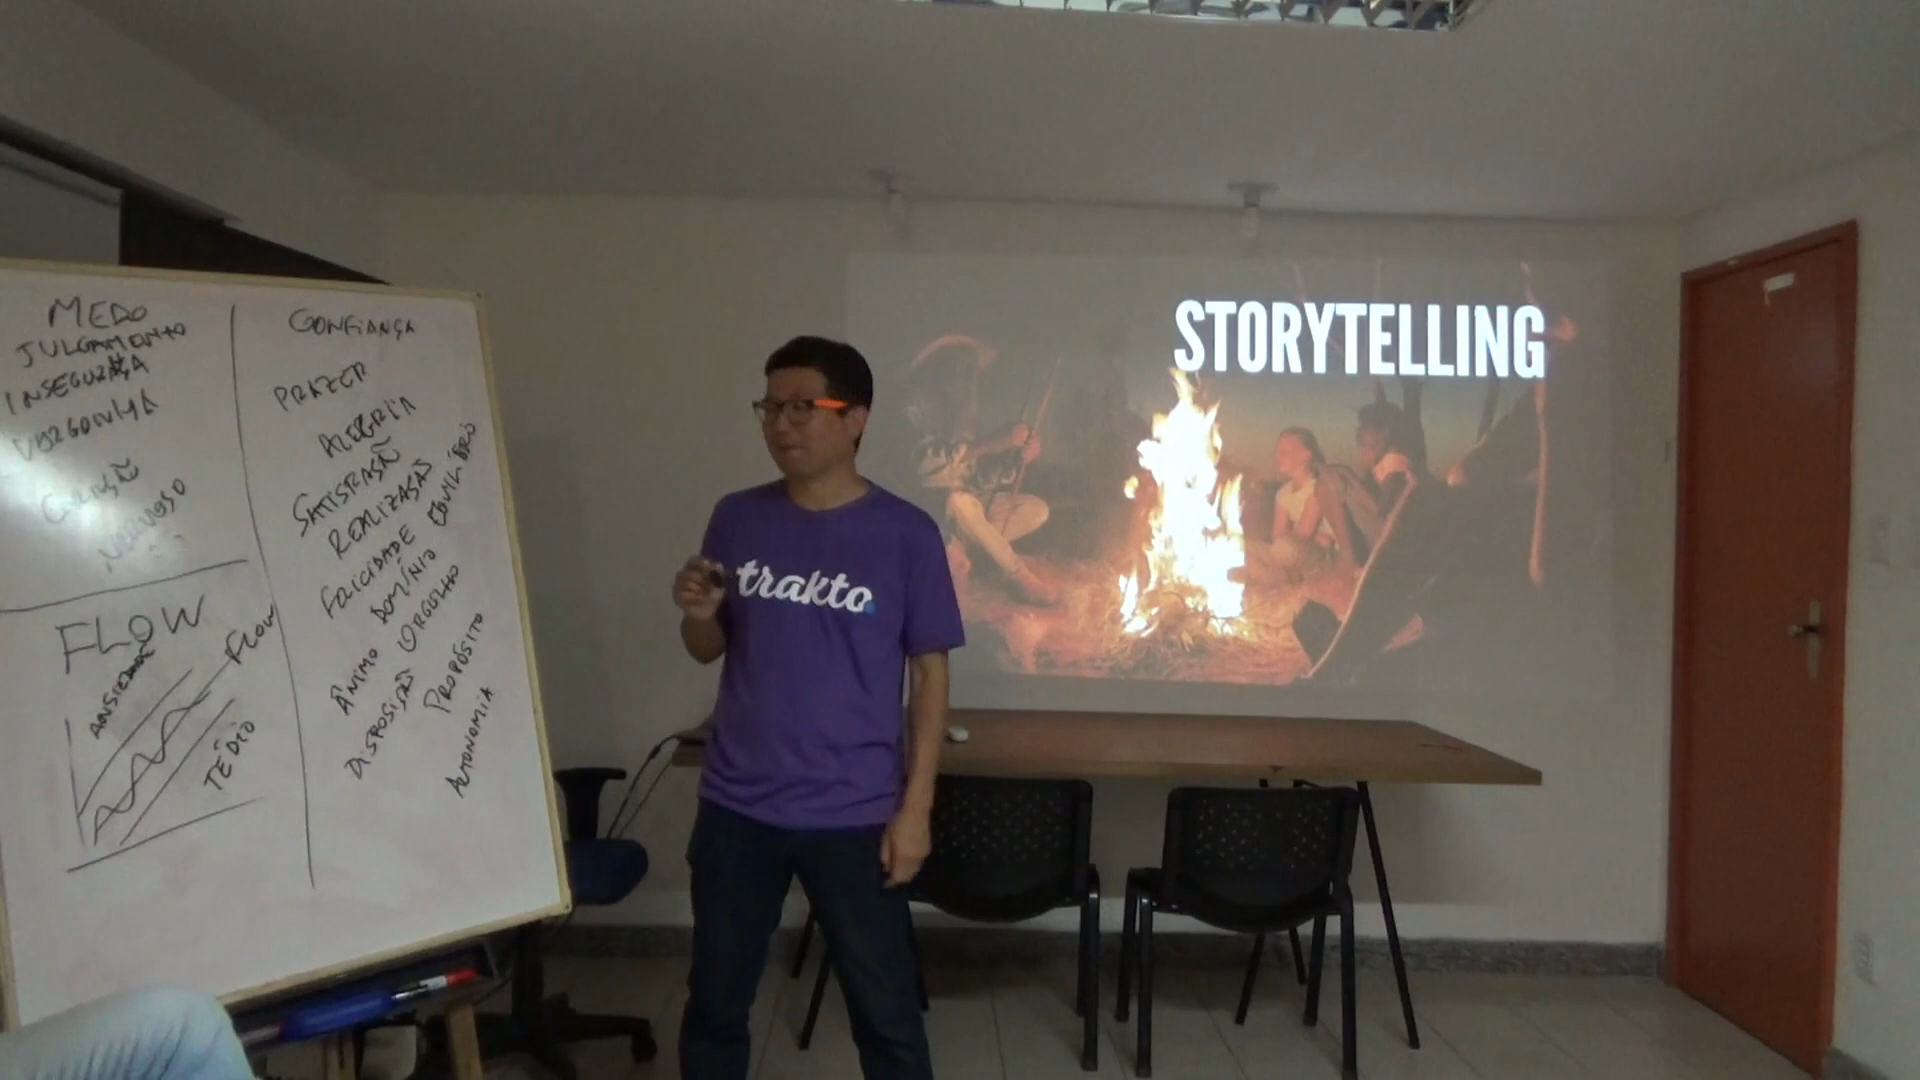 MEDO
JULGAMENTO
INSEGURANÇA
VERGONHA
NERVOSO
FLOW
ANSIEDADE
FLOW
TÉDIO
CONFIANÇA
PRAZER
ALEGRIA
SATISFAÇÃO
REALIZAÇÃO
EQUILÍBRIO
FELICIDADE
DOMÍNIO
ORGULHO
ÂNIMO
DISPOSIÇÃO
PROPÓSITO
AUTONOMIA
trakto.
STORYTELLING